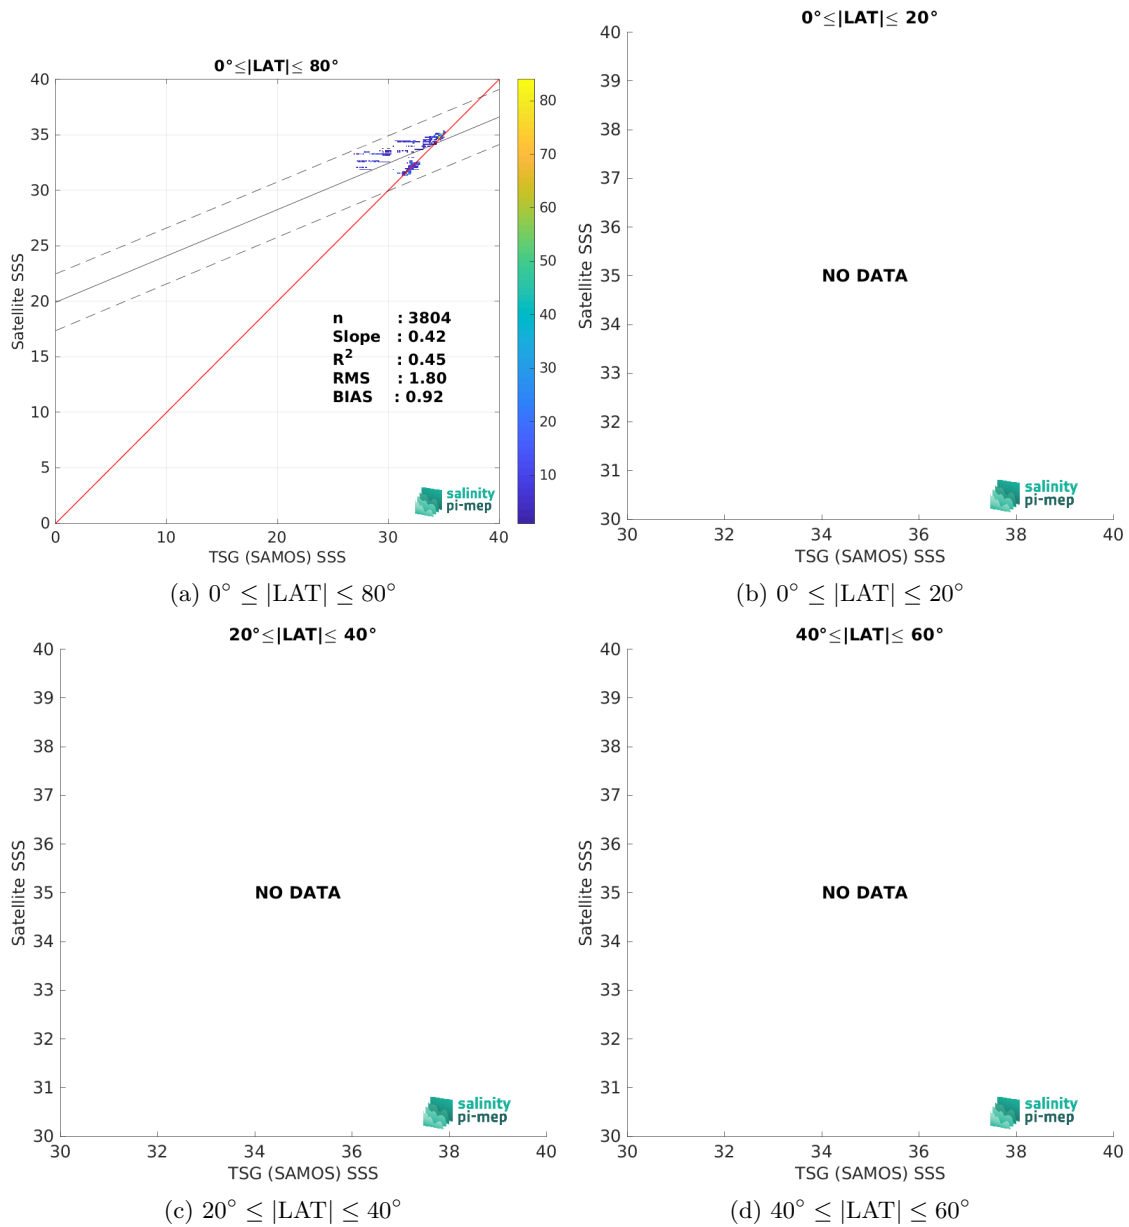 0°≤|LAT|≤ 80°
40
35
30
25
20
15
10
5
0
Satellite SSS
0
10
20
30
40
TSG (SAMOS) SSS
n : 3804
Slope : 0.42
R² : 0.45
RMS : 1.80
BIAS : 0.92
salinity
pi-mep
80
70
60
50
40
30
20
10
(a) 0° ≤ |LAT| ≤ 80°
0°≤|LAT|≤ 20°
40
39
38
37
36
35
34
33
32
31
30
Satellite SSS
NO DATA
salinity
pi-mep
30
32
34
36
38
40
TSG (SAMOS) SSS
(b) 0° ≤ |LAT| ≤ 20°
20°≤|LAT|≤ 40°
40
39
38
37
36
35
34
33
32
31
30
Satellite SSS
NO DATA
salinity
pi-mep
30
32
34
36
38
40
TSG (SAMOS) SSS
(c) 20° ≤ |LAT| ≤ 40°
40°≤|LAT|≤ 60°
40
39
38
37
36
35
34
33
32
31
30
Satellite SSS
NO DATA
salinity
pi-mep
30
32
34
36
38
40
TSG (SAMOS) SSS
(d) 40° ≤ |LAT| ≤ 60°